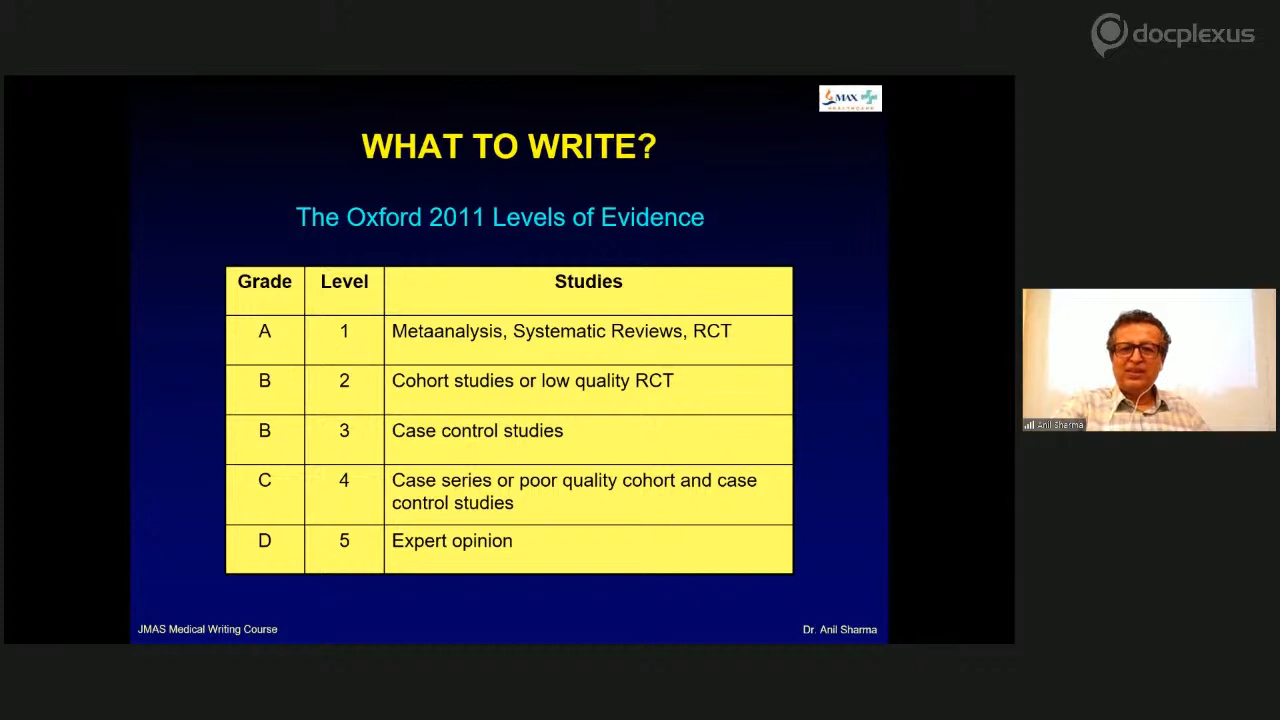 docplexus
MAX
HEALTHCARE
WHAT TO WRITE?
The Oxford 2011 Levels of Evidence
Grade Level Studies
A 1 Metaanalysis, Systematic Reviews, RCT
B 2 Cohort studies or low quality RCT
B 3 Case control studies
C 4 Case series or poor quality cohort and case
control studies
D 5 Expert opinion
Anil Sharma
JMAS Medical Writing Course
Dr. Anil Sharma